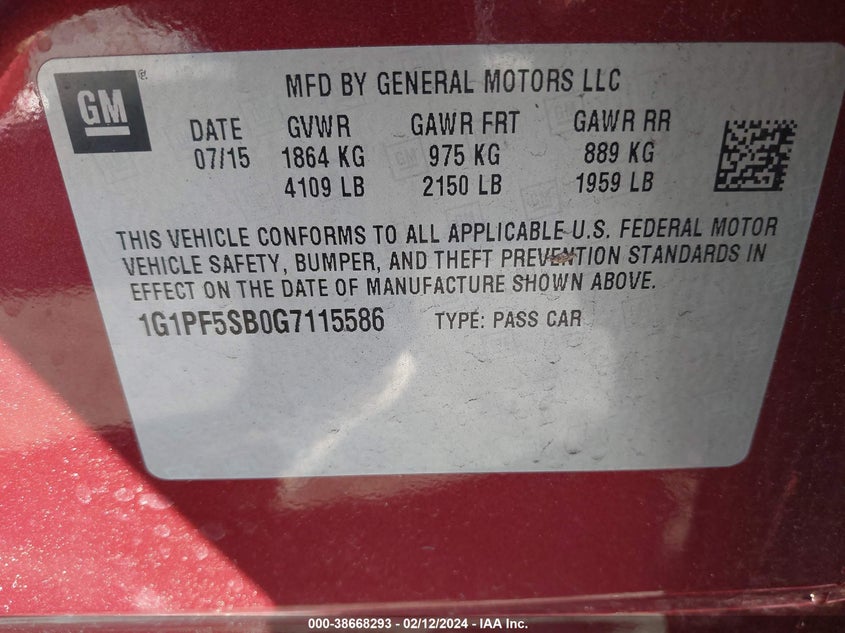 GM
MFD BY GENERAL MOTORS LLC
DATE GVWR GAWR FRT GAWR RR
07/15 1864 KG 975 KG 889 KG
4109 LB 2150 LB 1959 LB
THIS VEHICLE CONFORMS TO ALL APPLICABLE U.S. FEDERAL MOTOR
VEHICLE SAFETY, BUMPER, AND THEFT PREVENTION STANDARDS IN
EFFECT ON THE DATE OF MANUFACTURE SHOWN ABOVE.
1G1PF5SB0G7115586 TYPE: PASS CAR
000-38668293 - 02/12/2024 - IAA Inc.